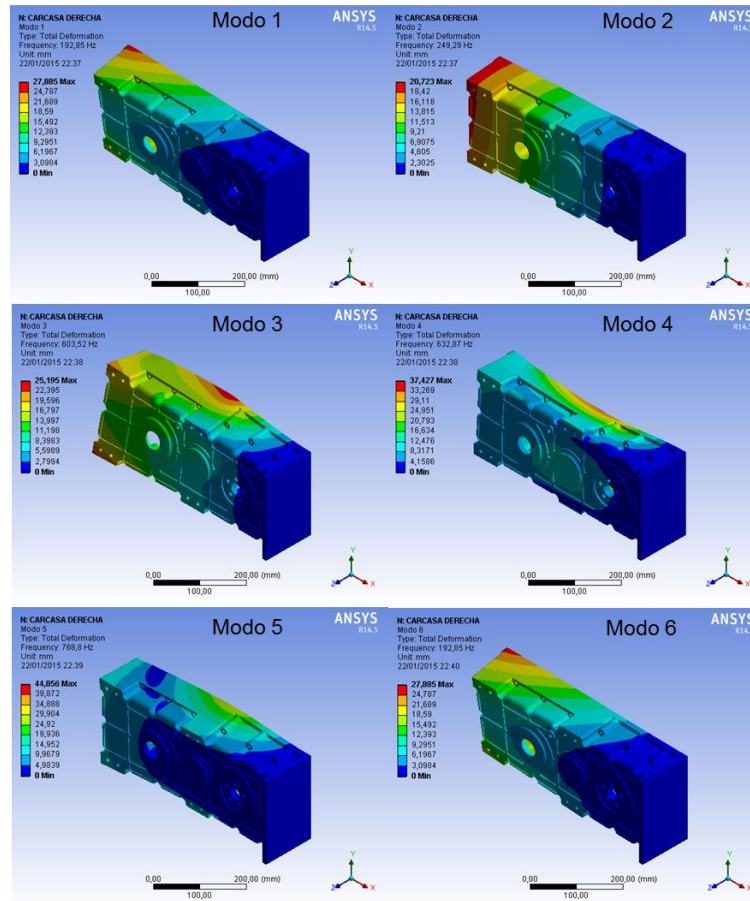 N: CARCASA DERECHA
Modo 1
Type: Total Deformation
Frequency: 192,85 Hz
Unit: mm
22/01/2015 22:37
Modo 1
ANSYS
R14.5
27,885 Max
24,787
21,689
18,59
15,492
12,393
9,2951
6,1967
3,0984
0 Min
0,00
200,00 (mm)
100,00
Y
Z
X
N: CARCASA DERECHA
Modo 2
Type: Total Deformation
Frequency: 249,29 Hz
Unit: mm
22/01/2015 22:37
Modo 2
ANSYS
R14.5
20,723 Max
18,42
16,118
13,815
11,513
9,21
6,9075
4,605
2,3025
0 Min
0,00
200,00 (mm)
100,00
Y
Z
X
N: CARCASA DERECHA
Modo 3
Type: Total Deformation
Frequency: 603,52 Hz
Unit: mm
22/01/2015 22:38
Modo 3
ANSYS
R14.5
25,195 Max
22,395
19,596
16,797
13,997
11,198
8,3983
5,5989
2,7994
0 Min
0,00
200,00 (mm)
100,00
Y
Z
X
N: CARCASA DERECHA
Modo 4
Type: Total Deformation
Frequency: 632,87 Hz
Unit: mm
22/01/2015 22:38
Modo 4
ANSYS
R14.5
37,427 Max
33,269
29,11
24,951
20,793
16,634
12,476
8,3171
4,1586
0 Min
0,00
200,00 (mm)
100,00
Y
Z
X
N: CARCASA DERECHA
Modo 5
Type: Total Deformation
Frequency: 768,8 Hz
Unit: mm
22/01/2015 22:39
Modo 5
ANSYS
R14.5
44,856 Max
39,872
34,888
29,904
24,92
19,936
14,952
9,9679
4,9839
0 Min
0,00
200,00 (mm)
100,00
Y
Z
X
N: CARCASA DERECHA
Modo 6
Type: Total Deformation
Frequency: 192,85 Hz
Unit: mm
22/01/2015 22:40
Modo 6
ANSYS
R14.5
27,885 Max
24,787
21,689
18,59
15,492
12,393
9,2951
6,1967
3,0984
0 Min
0,00
200,00 (mm)
100,00
Y
Z
X